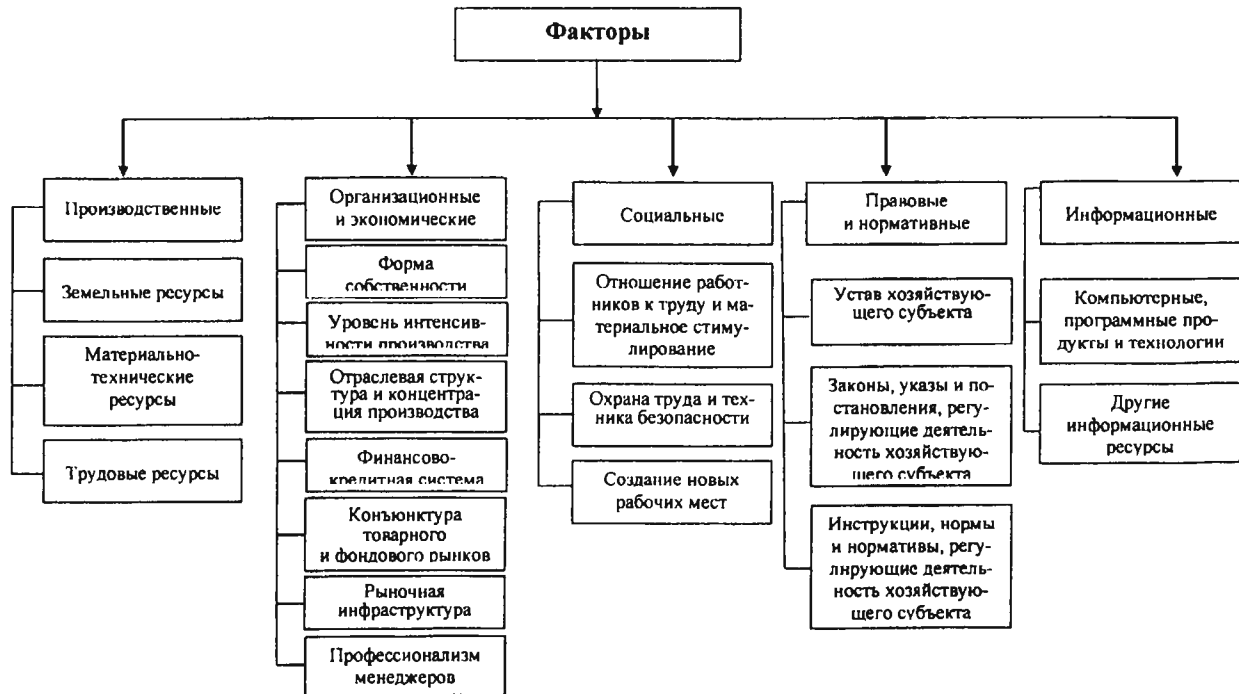 Факторы
Производственные
Земельные ресурсы
Материально-
технические
ресурсы
Трудовые ресурсы
Организационные
и экономические
Форма
собственности
Уровень интенсив-
ности производства
Отраслевая струк-
тура и концентра-
ция производства
Финансово-
кредитная система
Конъюнктура
товарного
и фондового рынков
Рыночная
инфраструктура
Профессионализм
менеджеров
Социальные
Отношение работ-
ников к труду и ма-
териальное стиму-
лирование
Охрана труда и тех-
ника безопасности
Создание новых
рабочих мест
Правовые
и нормативные
Устав хозяйствую-
щего субъекта
Законы, указы и по-
становления, регу-
лирующие деятель-
ность хозяйствую-
щего субъекта
Инструкции, нормы
и нормативы, регу-
лирующие деятель-
ность хозяйствую-
щего субъекта
Информационные
Компьютерные,
программные про-
дукты и технологии
Другие
информационные
ресурсы